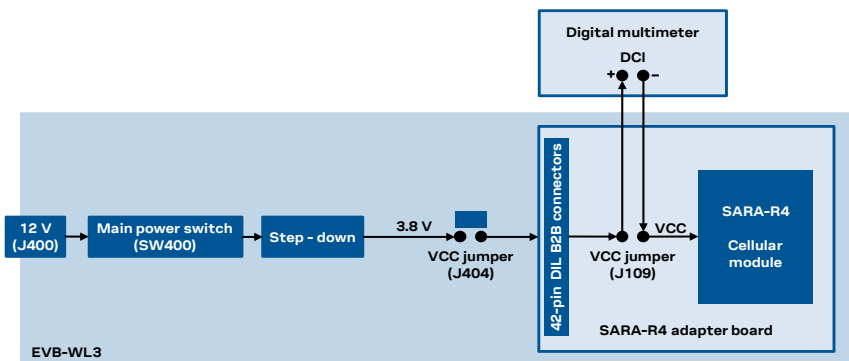 Digital multimeter
DCI
+ –
42-pin DIL B2B connectors
12 V
(J400)
Main power switch
(SW400)
Step - down
3.8 V
VCC jumper
(J404)
VCC jumper
(J109)
VCC
SARA-R4
Cellular
module
SARA-R4 adapter board
EVB-WL3